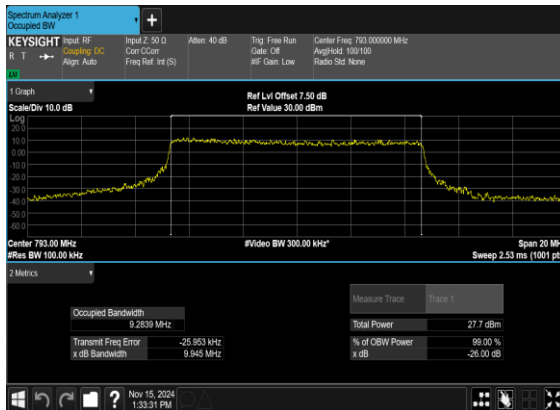 Spectrum Analyzer 1
Occupied BW
+
KEYSIGHT
R T
LXI
Input: RF
Coupling: DC
Align: Auto
Input Z: 50 Ω
Corr CCorr
Freq Ref: Int (S)
Atten: 40 dB
Trig: Free Run
Gate: Off
#IF Gain: Low
Center Freq: 793.000000 MHz
Avg|Hold: 100/100
Radio Std: None
1 Graph
Scale/Div 10.0 dB
Ref Lvl Offset 7.50 dB
Ref Value 30.00 dBm
Log
20.0
10.0
0.00
-10.0
-20.0
-30.0
-40.0
-50.0
-60.0
Center 793.00 MHz
#Video BW 300.00 kHz*
Span 20 MH
#Res BW 100.00 kHz
Sweep 2.53 ms (1001 pts
2 Metrics
Measure Trace
Trace 1
Occupied Bandwidth
9.2839 MHz
Total Power
27.7 dBm
Transmit Freq Error
-25.953 kHz
% of OBW Power
99.00 %
x dB Bandwidth
9.945 MHz
x dB
-26.00 dB
?
Nov 15, 2024
1:33:31 PM